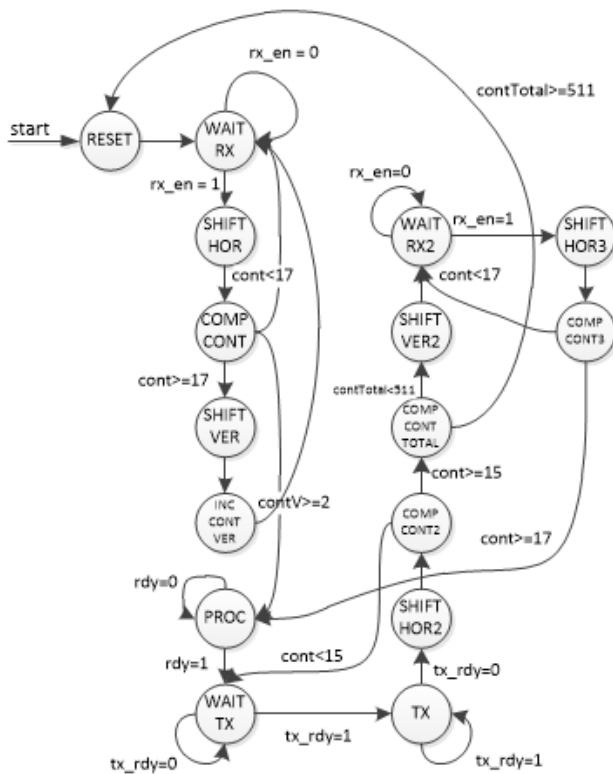 rx_en = 0
contTotal>=511
start
RESET
WAIT
RX
rx_en=0
rx_en = 1
WAIT
RX2
rx_en=1
SHIFT
HOR3
SHIFT
HOR
cont<17
cont<17
COMP
CONT
SHIFT
VER2
COMP
CONT3
cont>=17
contTotal<511
SHIFT
VER
COMP
CONT
TOTAL
cont>=15
INC
CONT
VER
contV>=2
COMP
CONT2
cont>=17
rdy=0
PROC
SHIFT
HOR2
rdy=1
cont<15
tx_rdy=0
WAIT
TX
TX
tx_rdy=1
tx_rdy=0
tx_rdy=1